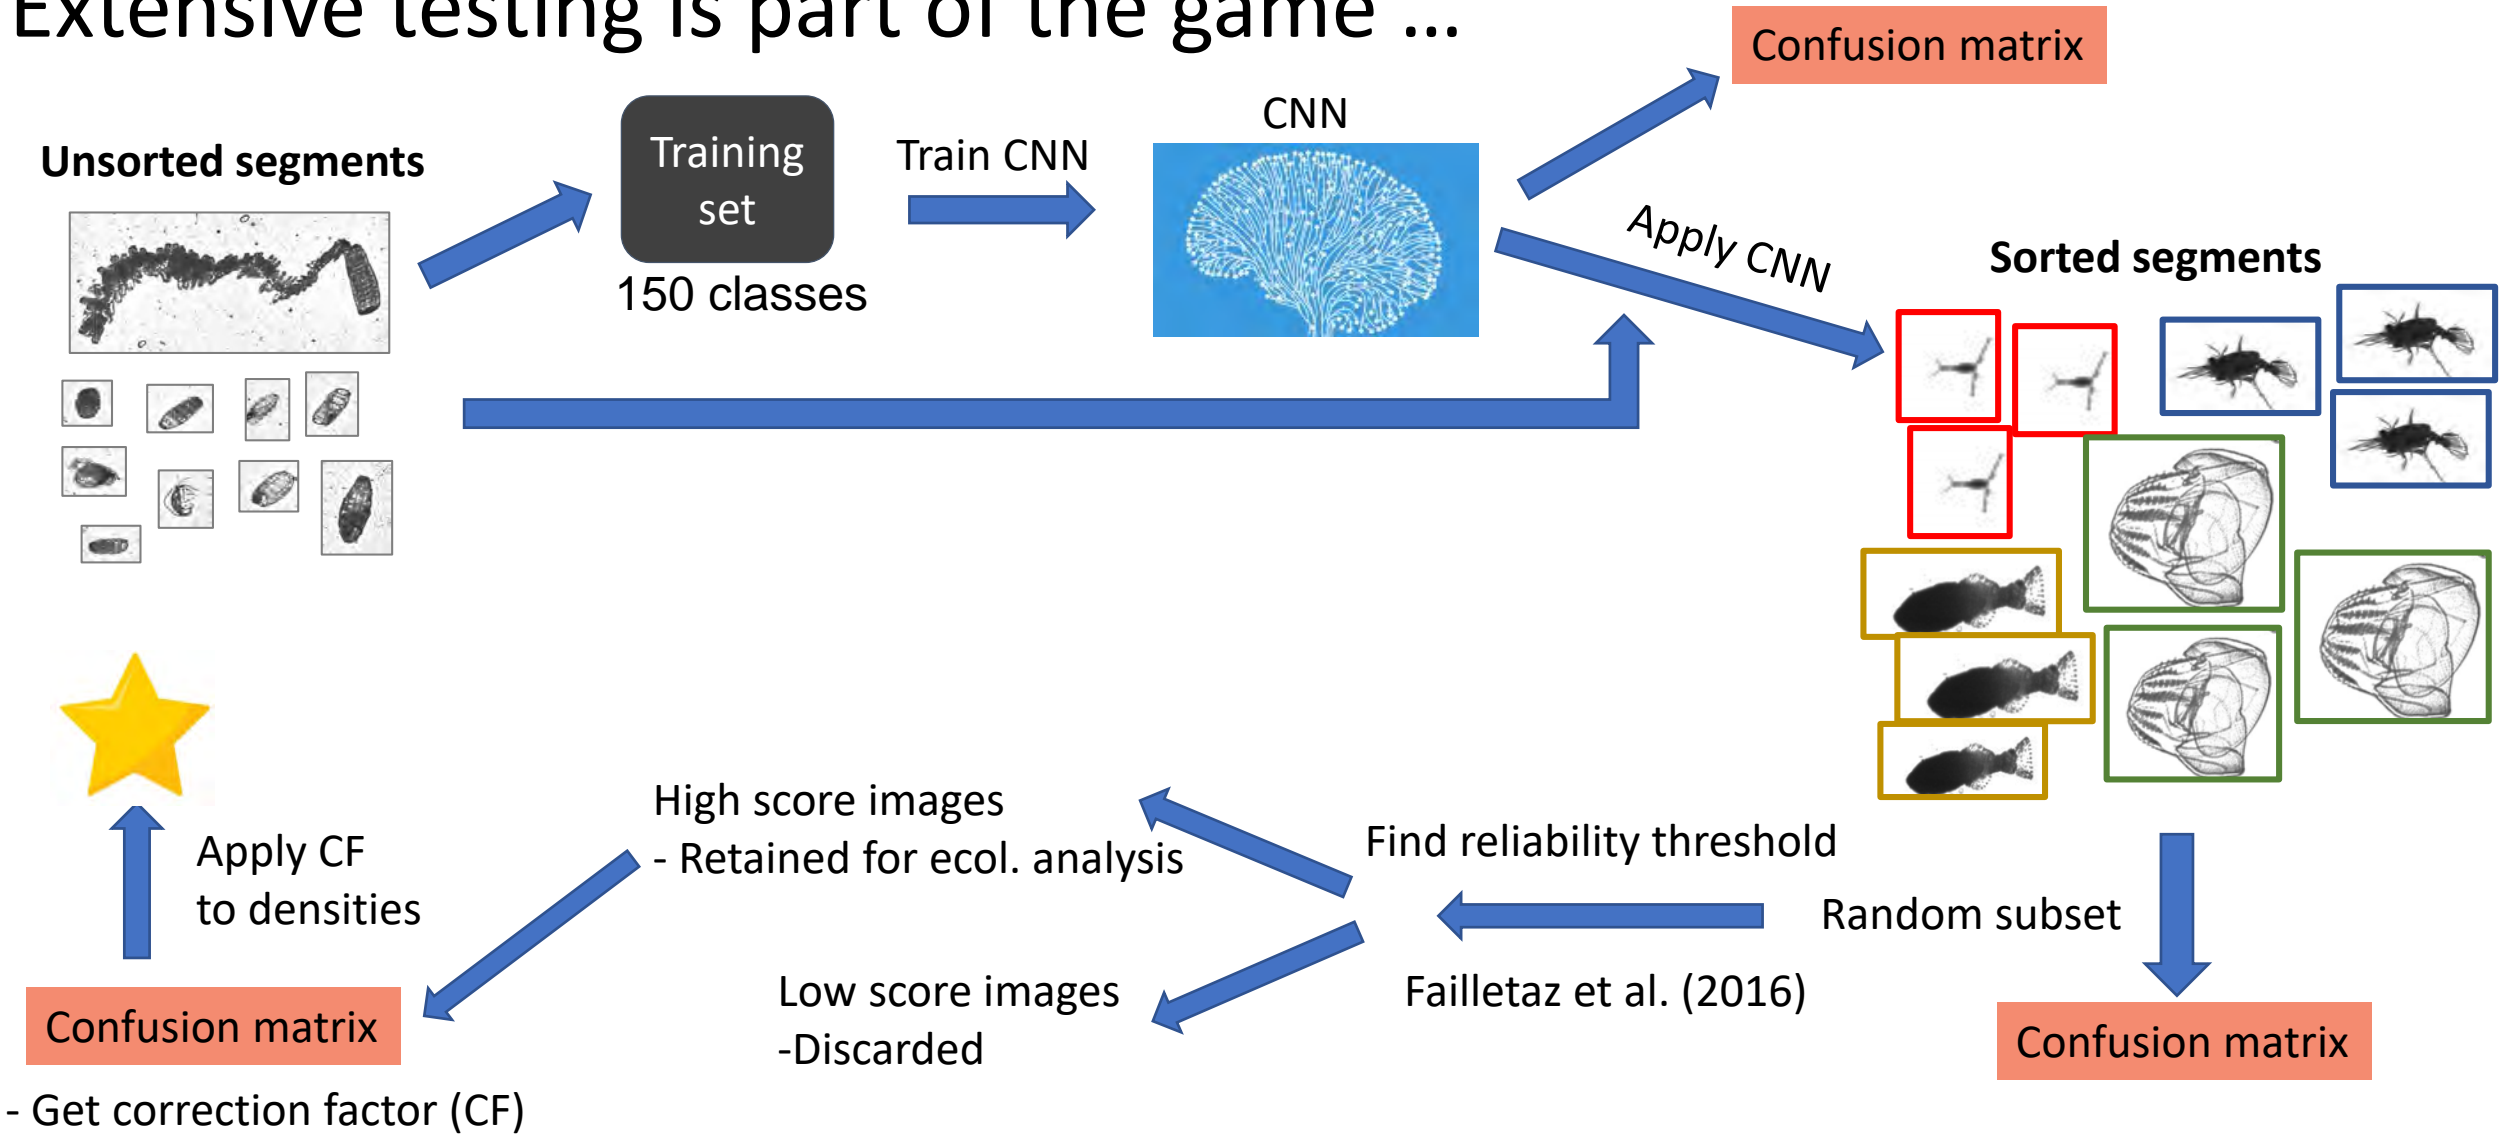 Extensive testing is part of the game ...
Confusion matrix
CNN
Training
set
Train CNN
Unsorted segments
150 classes
Apply CNN
Sorted segments
High score images
- Retained for ecol. analysis
Find reliability threshold
Apply CF
to densities
Random subset
Low score images
-Discarded
Failletaz et al. (2016)
Confusion matrix
Confusion matrix
- Get correction factor (CF)